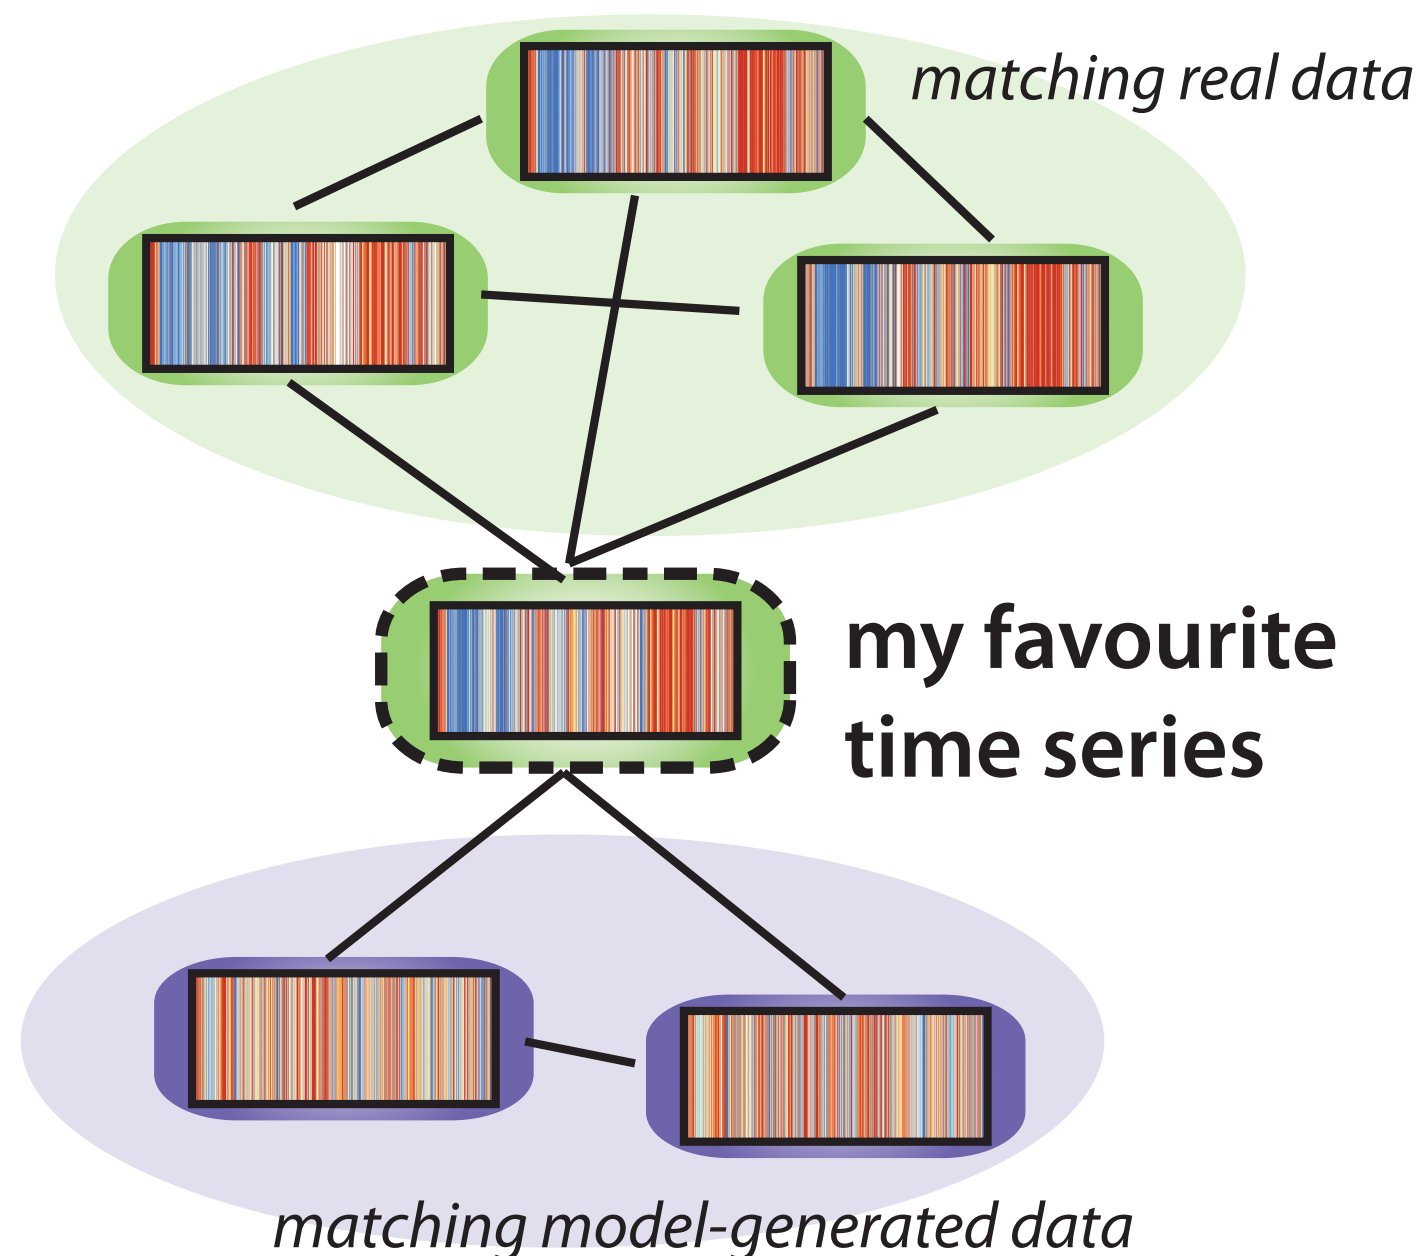 matching real data
my favourite
time series
matching model-generated data